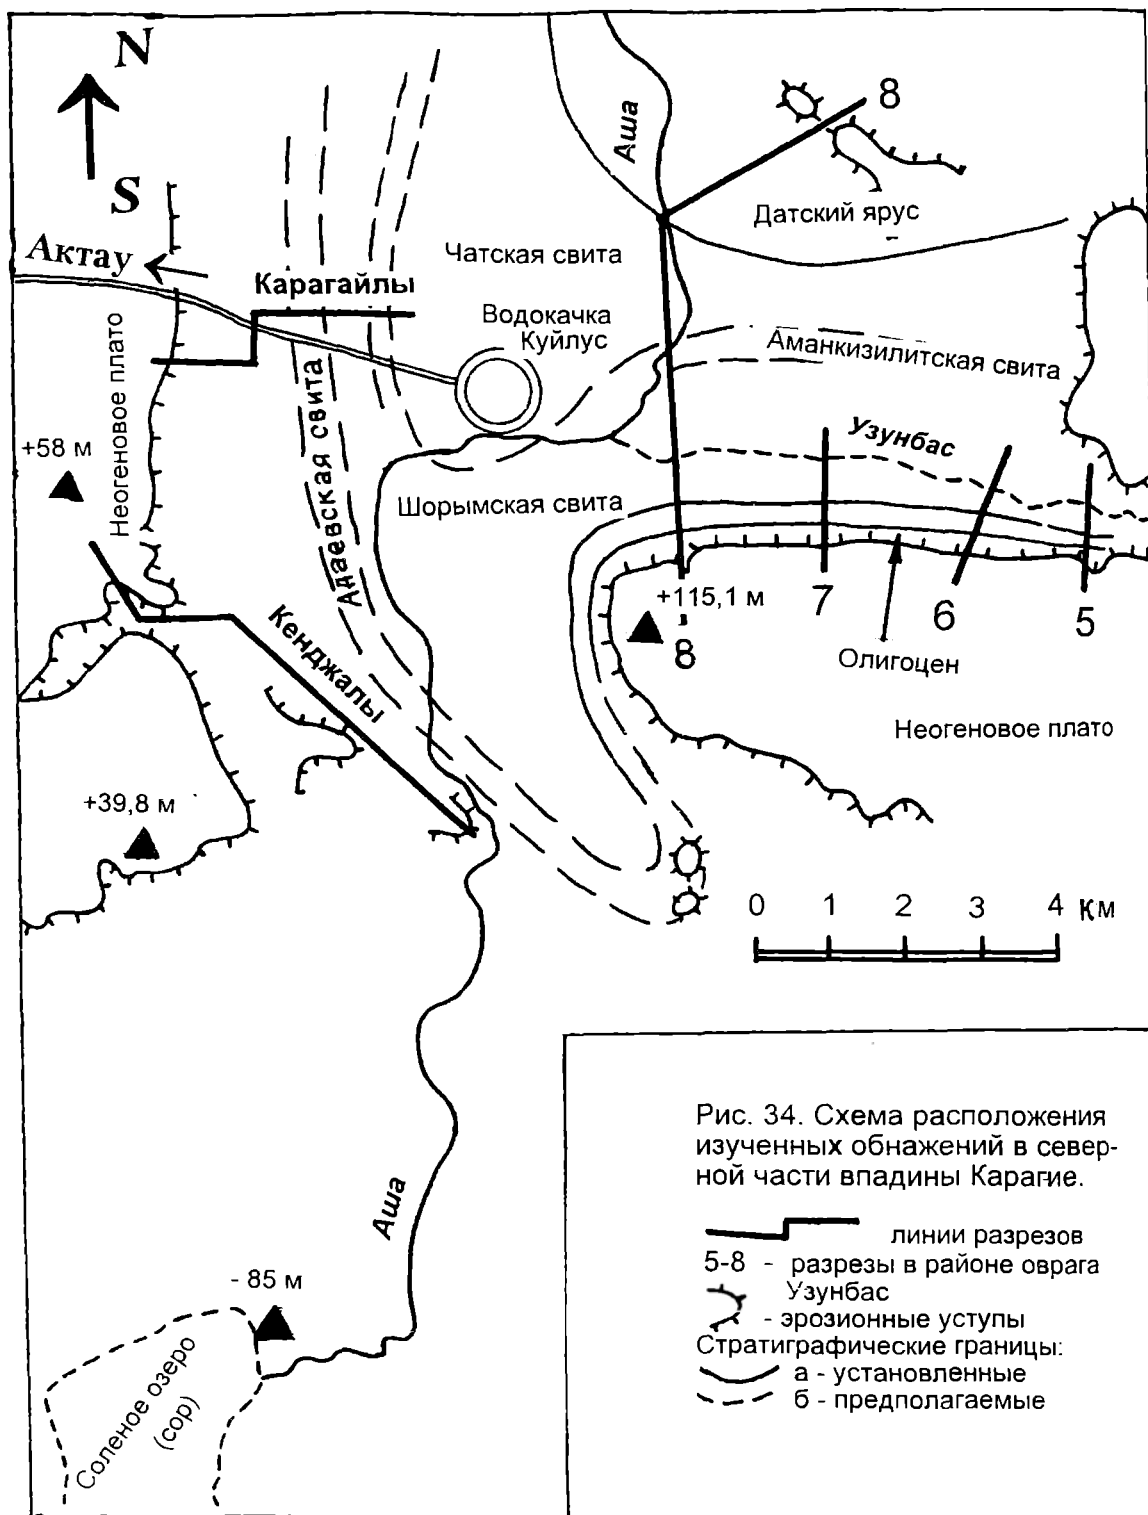 N
S
Актау
Карагайлы
Аша
8
Датский ярус
Чатская свита
Водокачка
Куйлус
Аманкизилитская свита
Узунбас
Неогеновое плато
+58 м
Адаевская свита
Шорымская свита
+115,1 м
8
7
6
5
Олигоцен
Неогеновое плато
Кенджалы
+39,8 м
0 1 2 3 4 Км
Аша
- 85 м
Соленое озеро
(сор)
Рис. 34. Схема расположения
изученных обнажений в север-
ной части впадины Карагие.
линии разрезов
5-8 - разрезы в районе оврага
Узунбас
- эрозионные уступы
Стратиграфические границы:
а - установленные
б - предполагаемые